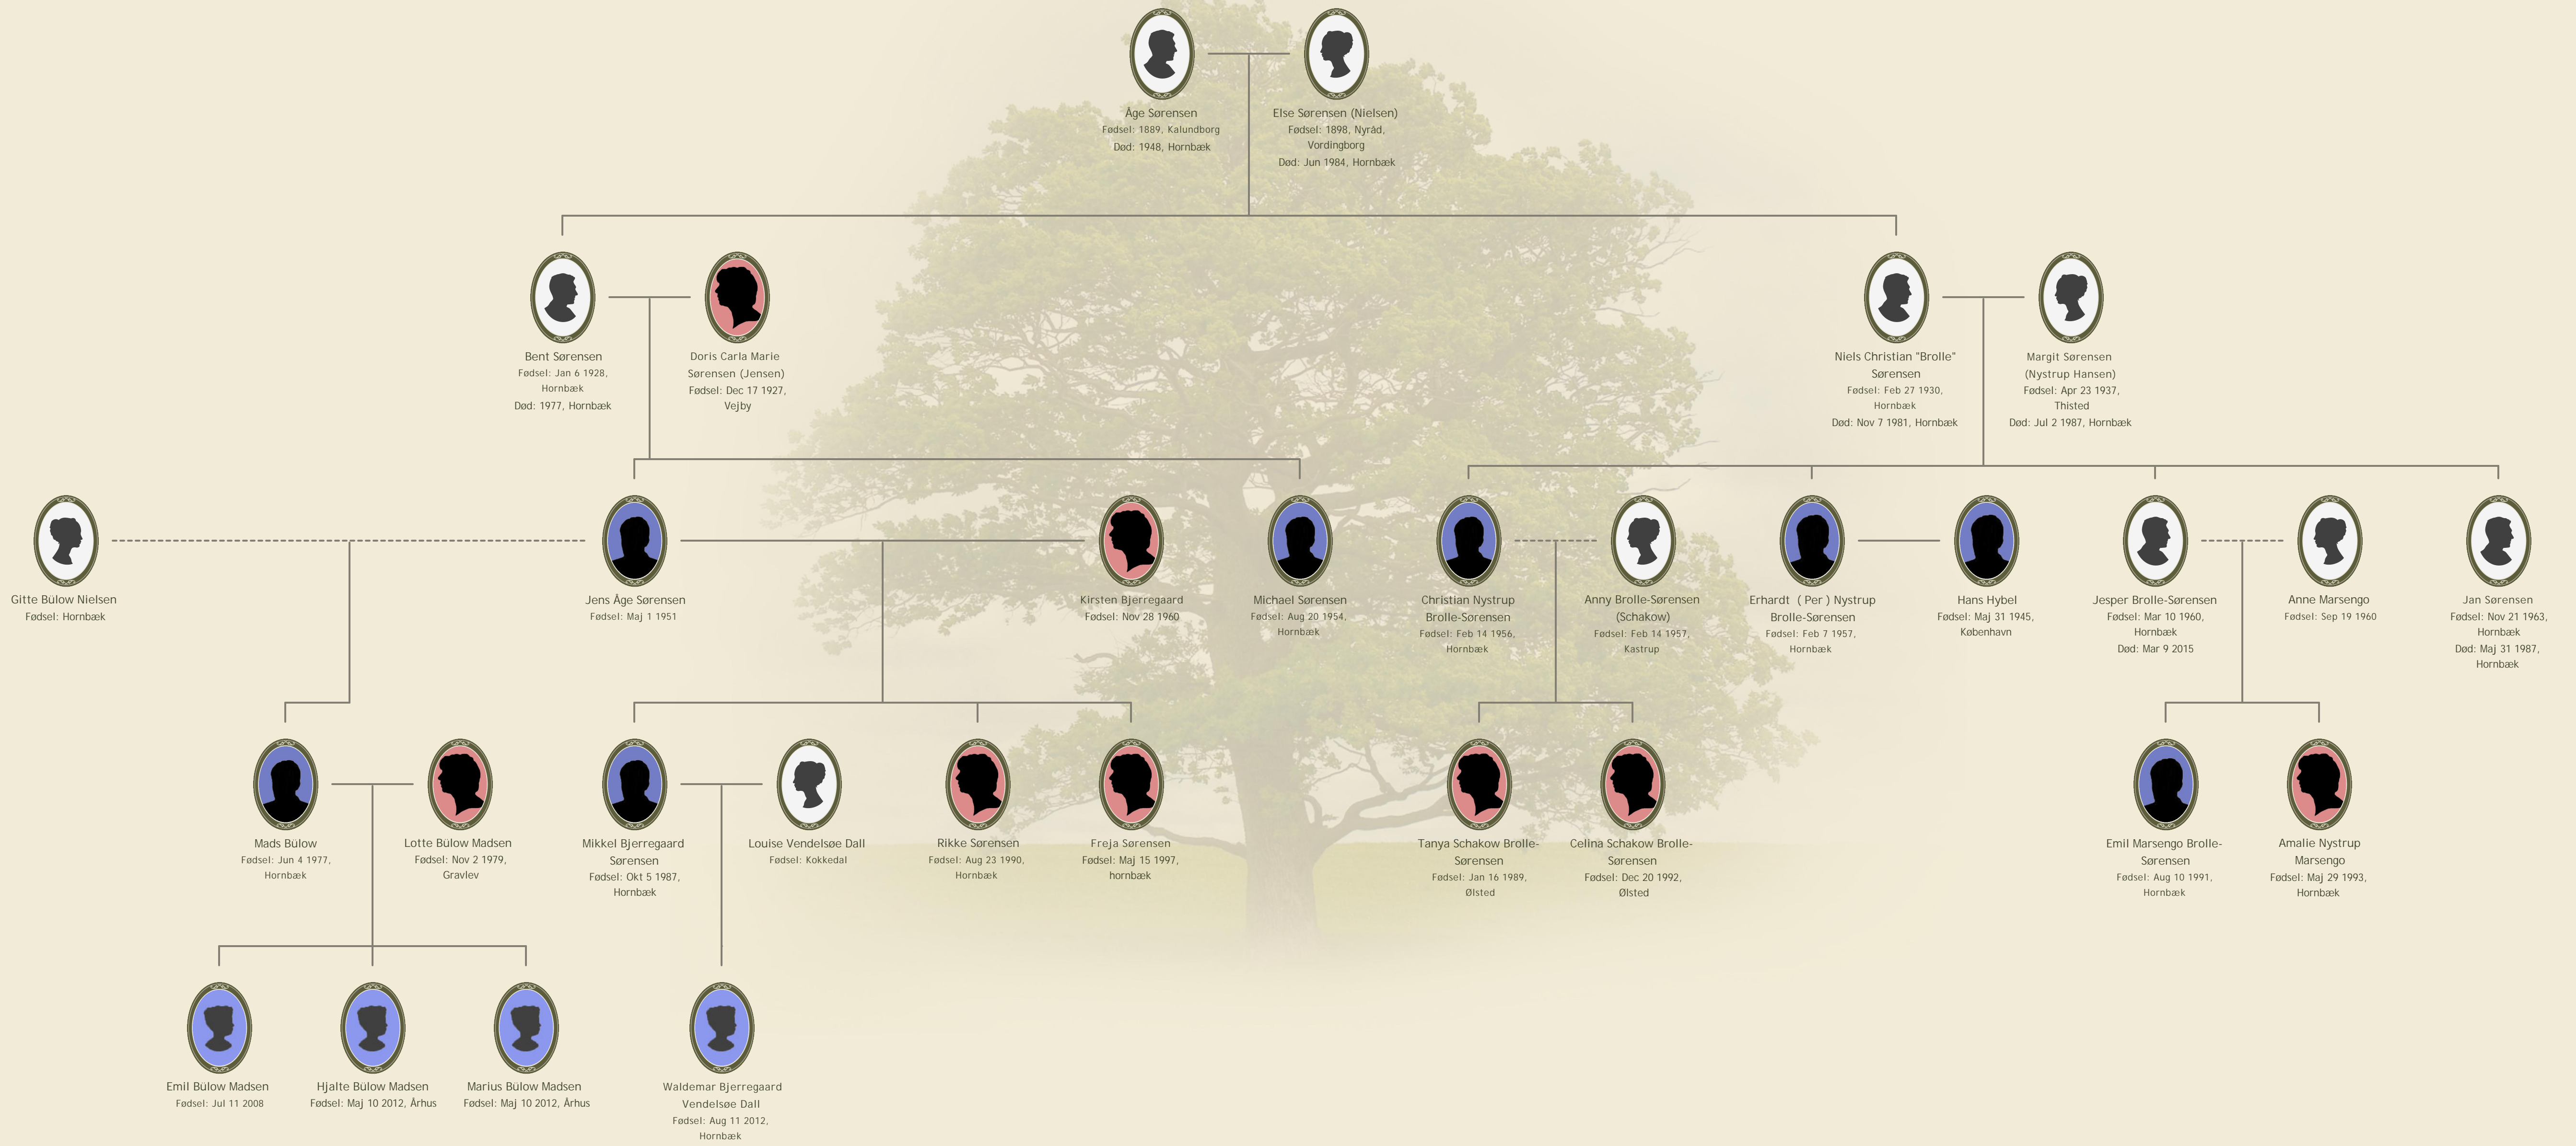 Åge Sørensen
Fødsel: 1889, Kalundborg
Død: 1948, Hornbæk
Else Sørensen (Nielsen)
Fødsel: 1898, Nyråd,
Vordingborg
Død: Jun 1984, Hornbæk
Bent Sørensen
Fødsel: Jan 6 1928,
Hornbæk
Død: 1977, Hornbæk
Doris Carla Marie
Sørensen (Jensen)
Fødsel: Dec 17 1927,
Vejby
Niels Christian "Brolle"
Sørensen
Fødsel: Feb 27 1930,
Hornbæk
Død: Nov 7 1981, Hornbæk
Margit Sørensen
(Nystrup Hansen)
Fødsel: Apr 23 1937,
Thisted
Død: Jul 2 1987, Hornbæk
Gitte Bülow Nielsen
Fødsel: Hornbæk
Jens Åge Sørensen
Fødsel: Maj 1 1951
Kirsten Bjerregaard
Fødsel: Nov 28 1960
Michael Sørensen
Fødsel: Aug 20 1954,
Hornbæk
Christian Nystrup
Brolle-Sørensen
Fødsel: Feb 14 1956,
Hornbæk
Anny Brolle-Sørensen
(Schakow)
Fødsel: Feb 14 1957,
Kastrup
Erhardt ( Per ) Nystrup
Brolle-Sørensen
Fødsel: Feb 7 1957,
Hornbæk
Hans Hybel
Fødsel: Maj 31 1945,
København
Jesper Brolle-Sørensen
Fødsel: Mar 10 1960,
Hornbæk
Død: Mar 9 2015
Anne Marsengo
Fødsel: Sep 19 1960
Jan Sørensen
Fødsel: Nov 21 1963,
Hornbæk
Død: Maj 31 1987,
Hornbæk
Mads Bülow
Fødsel: Jun 4 1977,
Hornbæk
Lotte Bülow Madsen
Fødsel: Nov 2 1979,
Gravlev
Mikkel Bjerregaard
Sørensen
Fødsel: Okt 5 1987,
Hornbæk
Louise Vendelsøe Dall
Fødsel: Kokkedal
Rikke Sørensen
Fødsel: Aug 23 1990,
Hornbæk
Freja Sørensen
Fødsel: Maj 15 1997,
hornbæk
Tanya Schakow Brolle-
Sørensen
Fødsel: Jan 16 1989,
Ølsted
Celina Schakow Brolle-
Sørensen
Fødsel: Dec 20 1992,
Ølsted
Emil Marsengo Brolle-
Sørensen
Fødsel: Aug 10 1991,
Hornbæk
Amalie Nystrup
Marsengo
Fødsel: Maj 29 1993,
Hornbæk
Emil Bülow Madsen
Fødsel: Jul 11 2008
Hjalte Bülow Madsen
Fødsel: Maj 10 2012, Århus
Marius Bülow Madsen
Fødsel: Maj 10 2012, Århus
Waldemar Bjerregaard
Vendelsøe Dall
Fødsel: Aug 11 2012,
Hornbæk